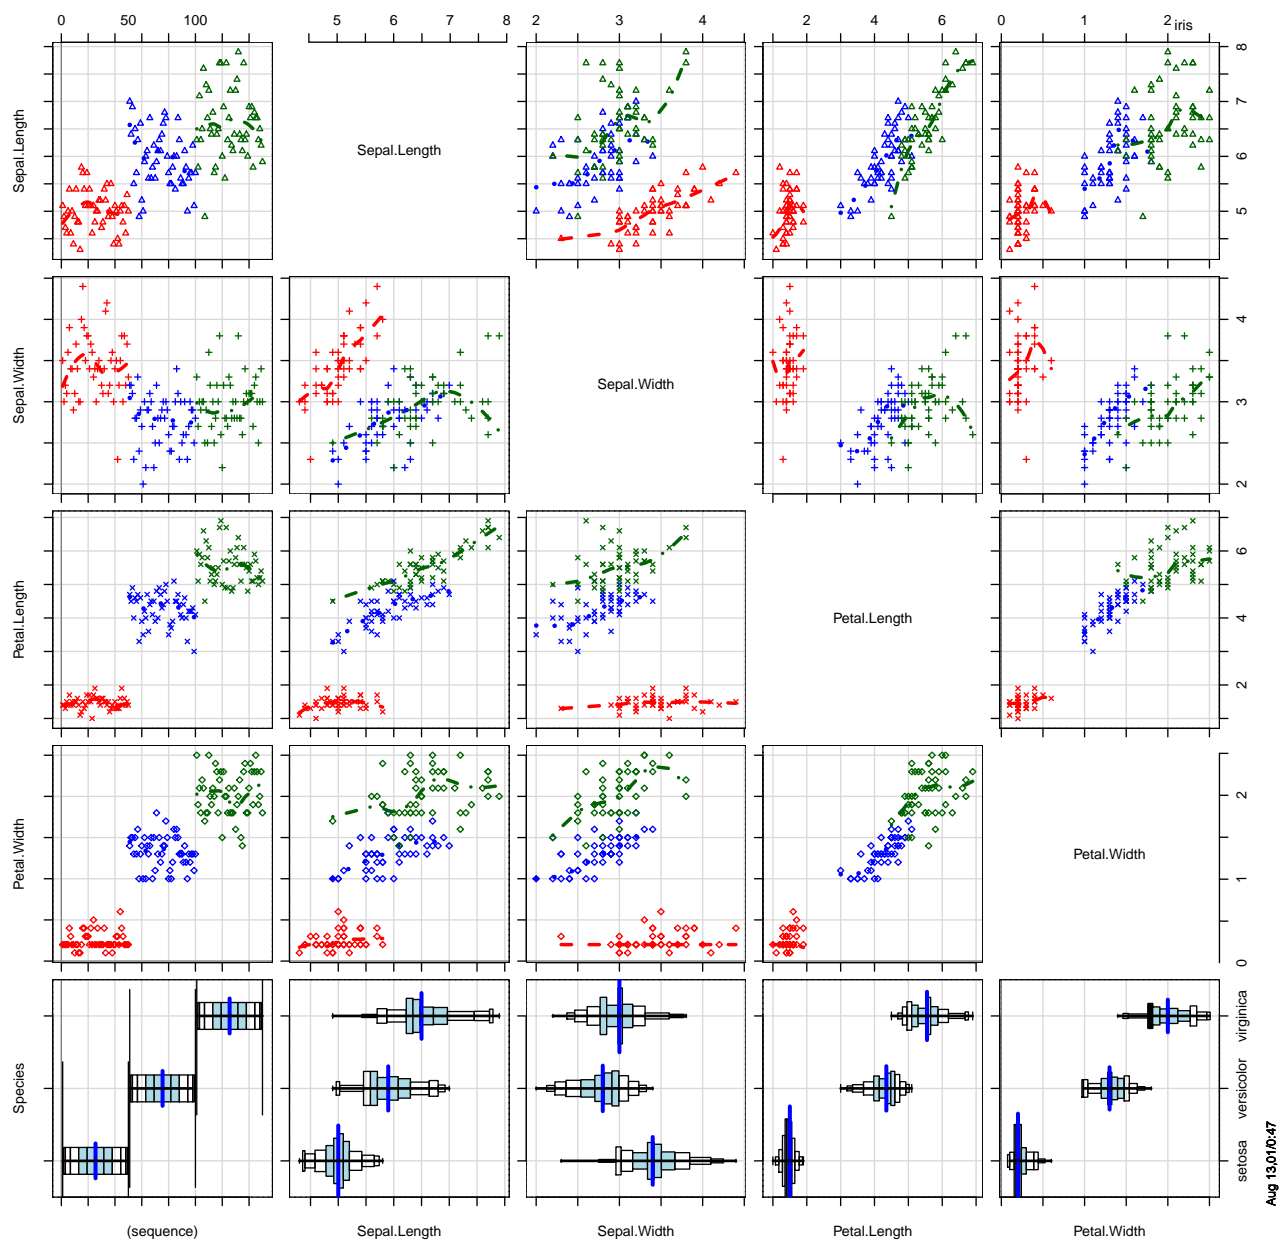 0 50 100 5 6 7 8 2 3 4 2 4 6 0 1 2 iris
Sepal.Length Sepal.Length 5 6 7 8
Sepal.Width Sepal.Width 2 3 4
Petal.Length Petal.Length 2 4 6
Petal.Width Petal.Width 0 1 2
Species setosa versicolor virginica
(sequence) Sepal.Length Sepal.Width Petal.Length Petal.Width
Aug 13,01/0:47